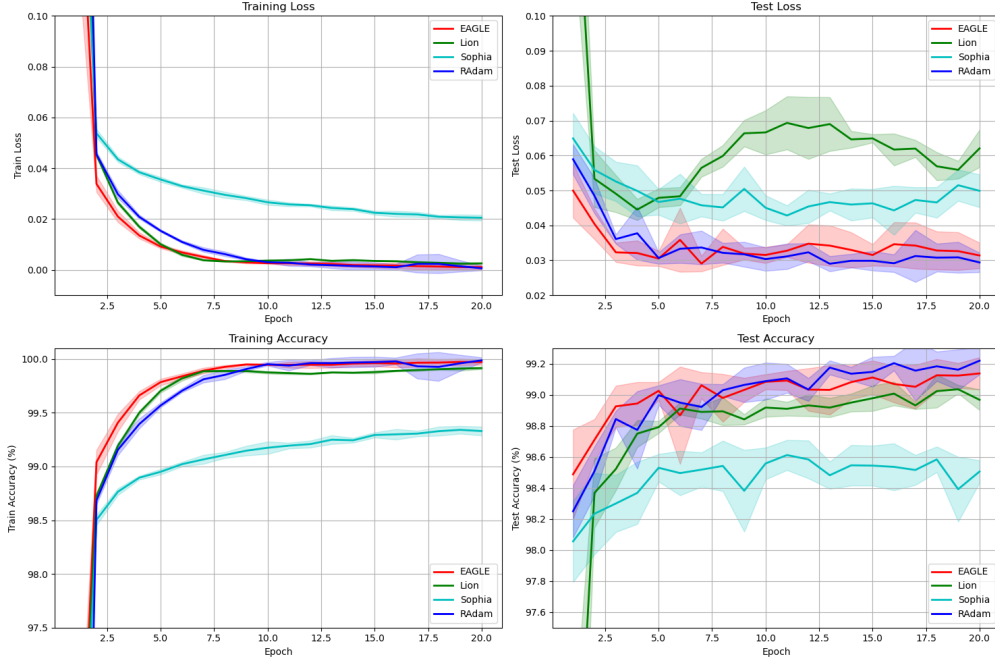 Training Loss
0.10
0.08
0.06
0.04
0.02
0.00
Train Loss
2.5 5.0 7.5 10.0 12.5 15.0 17.5 20.0
Epoch
EAGLE
Lion
Sophia
RAdam
Test Loss
0.10
0.09
0.08
0.07
0.06
0.05
0.04
0.03
0.02
Test Loss
2.5 5.0 7.5 10.0 12.5 15.0 17.5 20.0
Epoch
EAGLE
Lion
Sophia
RAdam
Training Accuracy
100.0
99.5
99.0
98.5
98.0
97.5
Train Accuracy (%)
2.5 5.0 7.5 10.0 12.5 15.0 17.5 20.0
Epoch
EAGLE
Lion
Sophia
RAdam
Test Accuracy
99.2
99.0
98.8
98.6
98.4
98.2
98.0
97.8
97.6
Test Accuracy (%)
2.5 5.0 7.5 10.0 12.5 15.0 17.5 20.0
Epoch
EAGLE
Lion
Sophia
RAdam